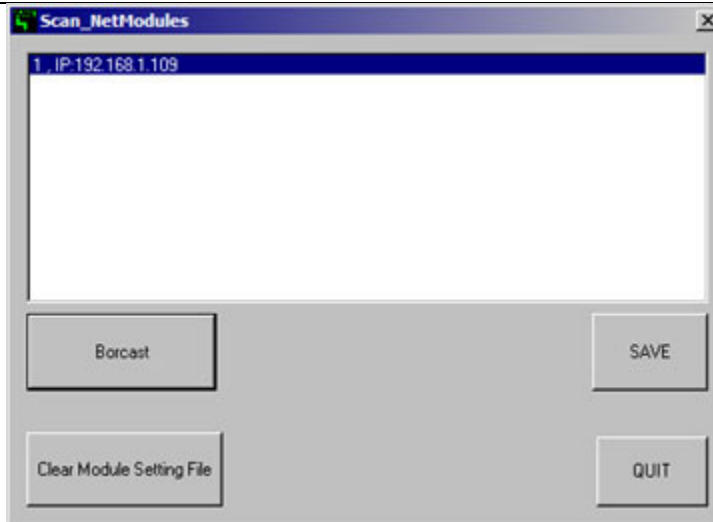 Scan_NetModules
1 , IP:192.168.1.109
Borcast
SAVE
Clear Module Setting File
QUIT